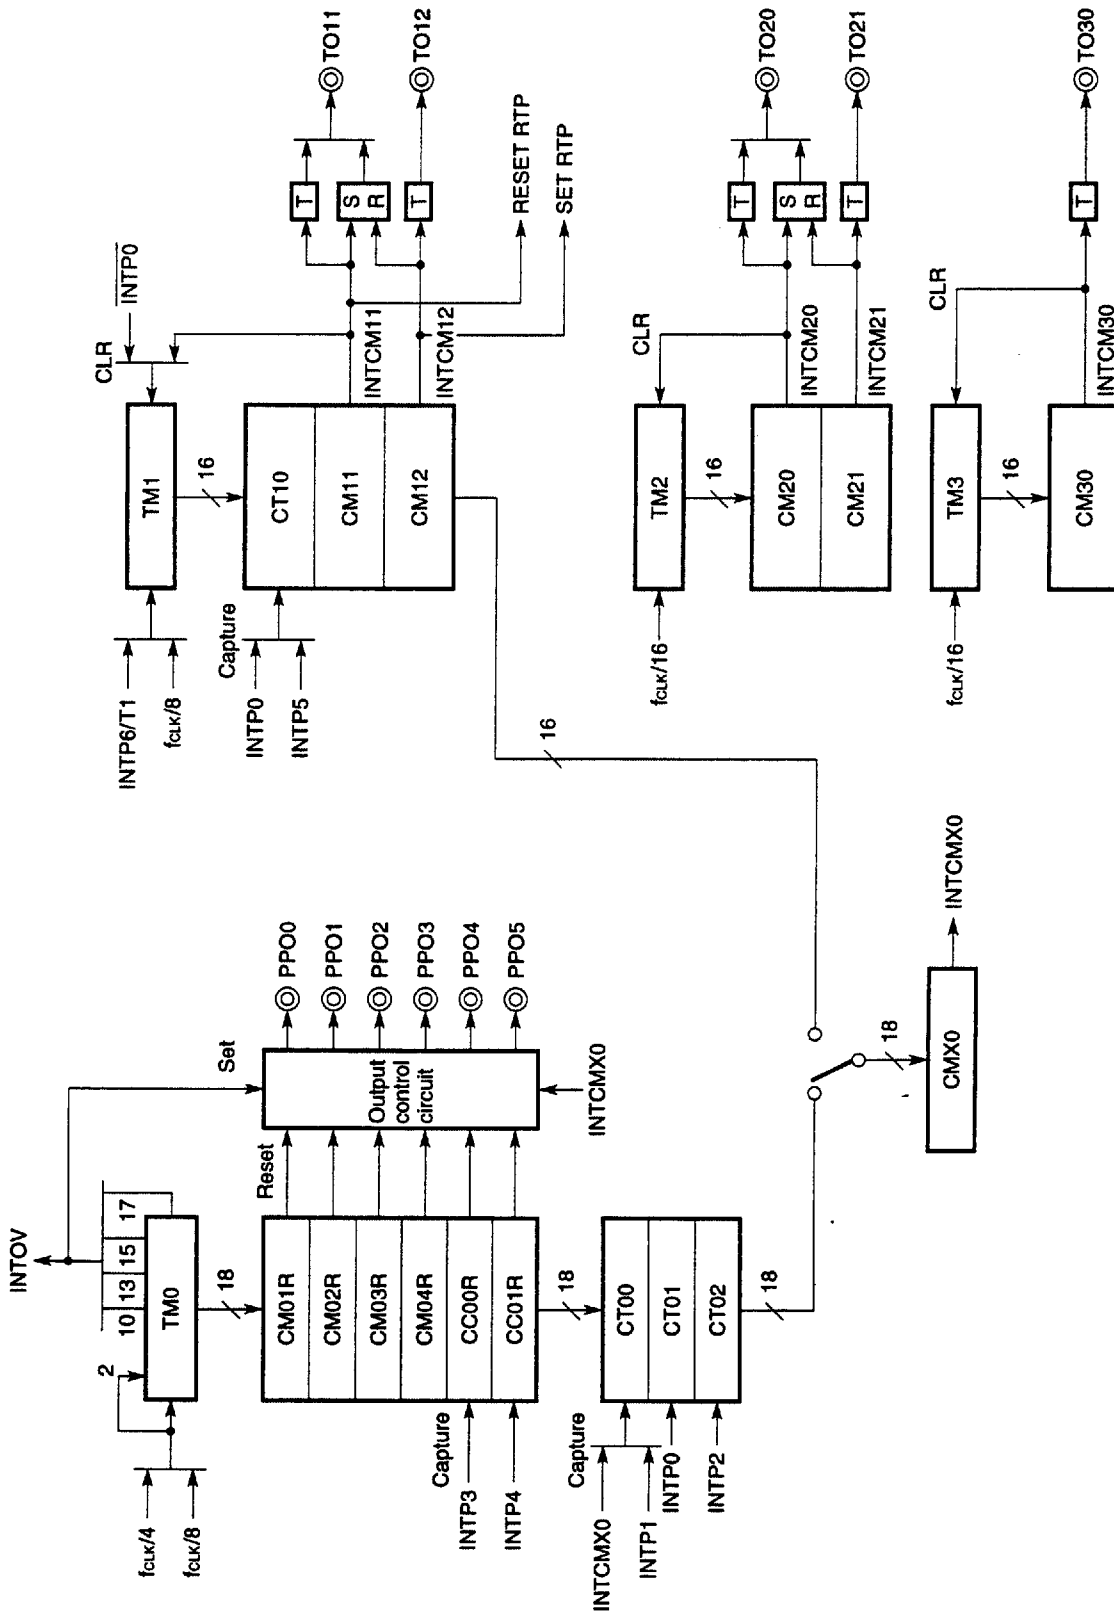 INTOV
fCLK/4
fCLK/8
2
10
13
15
17
TM0
18
Set
Reset
CM01R
CM02R
CM03R
CM04R
CC00R
CC01R
Output
control
circuit
PPO0
PPO1
PPO2
PPO3
PPO4
PPO5
INTCMX0
Capture
INTP3
INTP4
18
Capture
INTCMX0
INTP1
INTP0
INTP2
CT00
CT01
CT02
18
18
CMX0
INTCMX0
16
INTP6/T1
fCLK/8
TM1
CLR
INTP0
16
Capture
INTP0
INTP5
CT10
CM11
CM12
INTCM11
INTCM12
T
S
R
T
TO11
TO12
RESET RTP
SET RTP
fCLK/16
TM2
CLR
16
CM20
CM21
INTCM20
INTCM21
T
S
R
T
TO20
TO21
fCLK/16
TM3
CLR
16
CM30
INTCM30
T
TO30